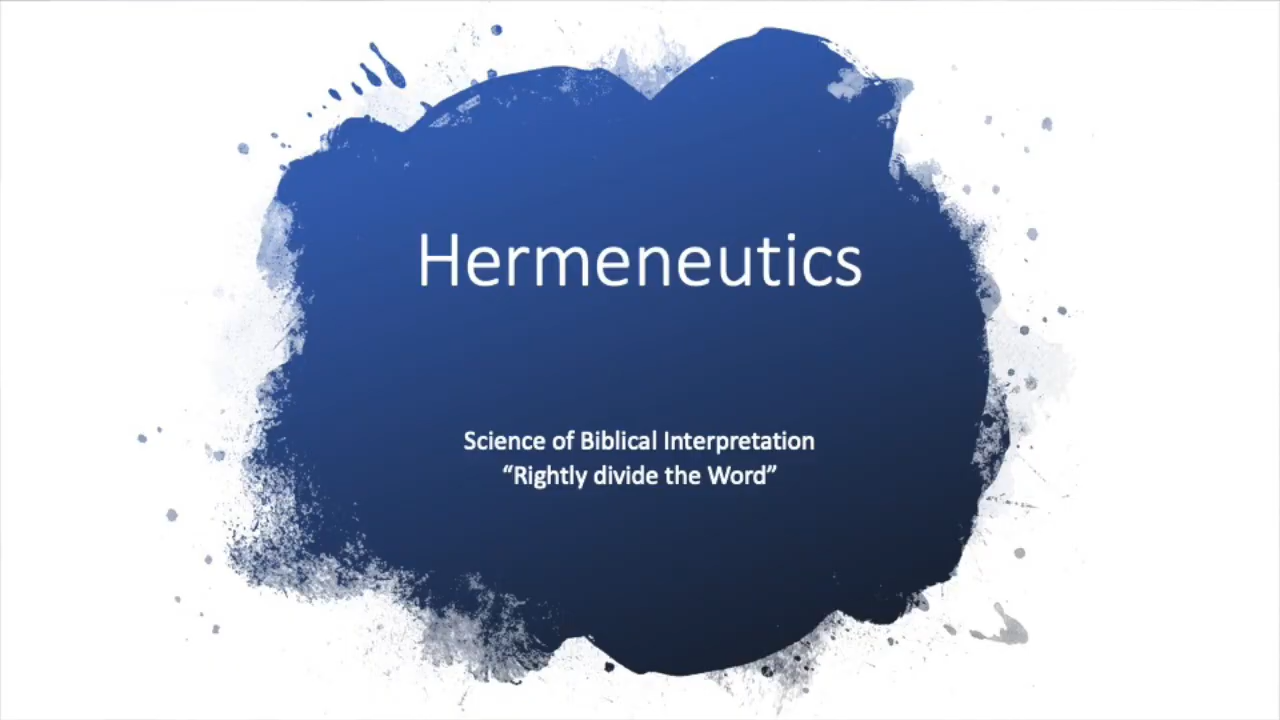 Hermeneutics
Science of Biblical Interpretation
“Rightly divide the Word”